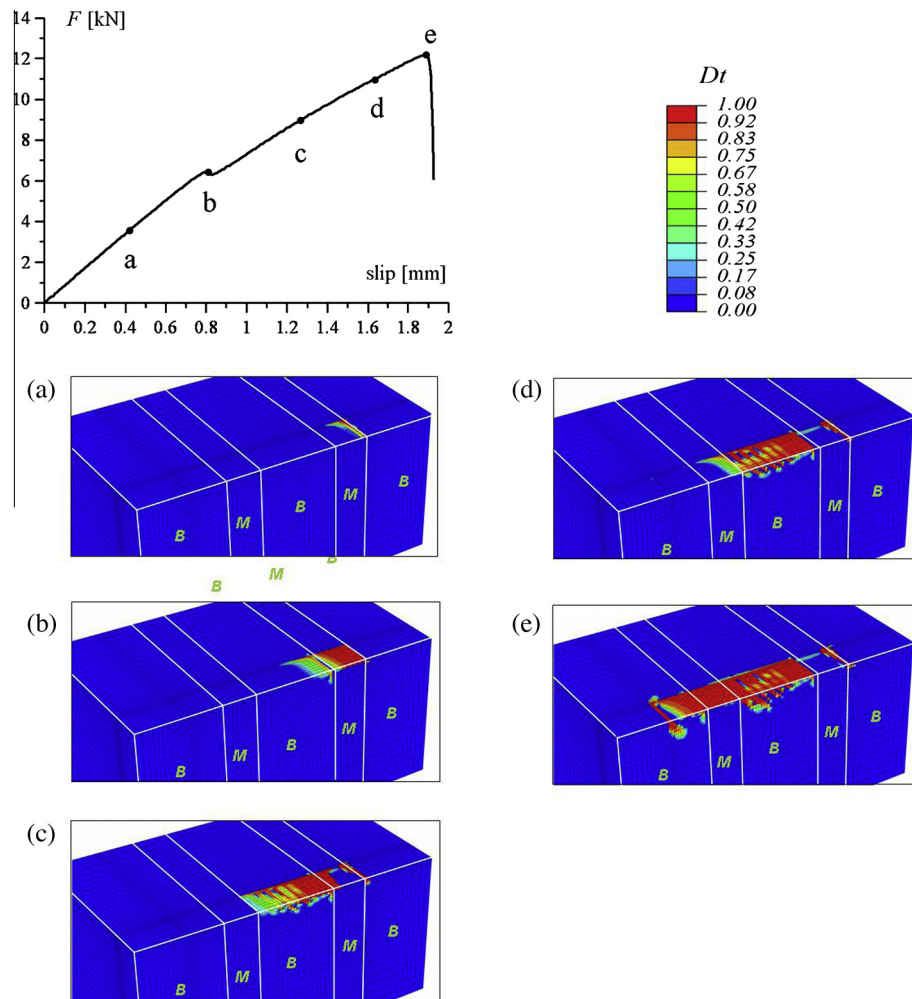 F [kN]
14
12
10
8
6
4
2
0
a
b
c
d
e
slip [mm]
0 0.2 0.4 0.6 0.8 1 1.2 1.4 1.6 1.8 2
Dt
1.00
0.92
0.83
0.75
0.67
0.58
0.50
0.42
0.33
0.25
0.17
0.08
0.00
(a)
B M B M B
B M B
(b)
B M B M B
(c)
B M B M B
(d)
B M B M B
(e)
B M B M B